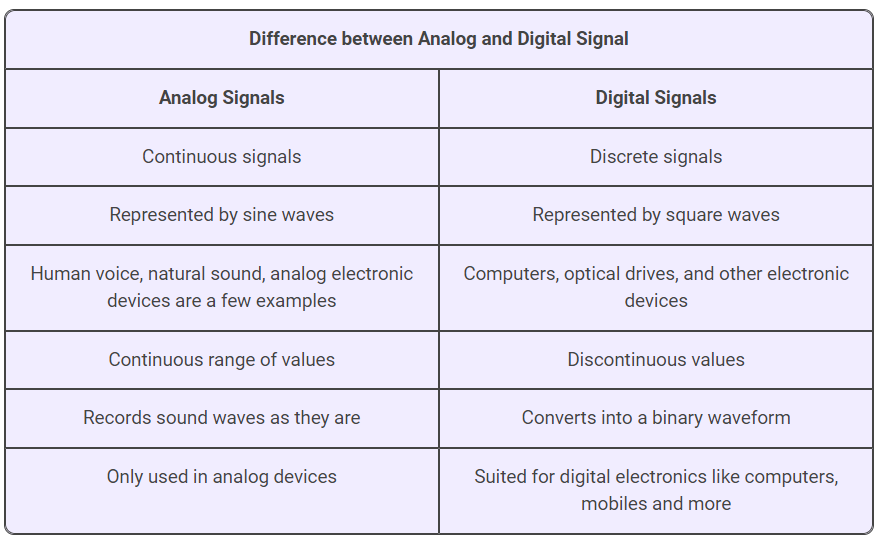 Difference between Analog and Digital Signal
Analog Signals
Digital Signals
Continuous signals
Discrete signals
Represented by sine waves
Represented by square waves
Human voice, natural sound, analog electronic
devices are a few examples
Computers, optical drives, and other electronic
devices
Continuous range of values
Discontinuous values
Records sound waves as they are
Converts into a binary waveform
Only used in analog devices
Suited for digital electronics like computers,
mobiles and more